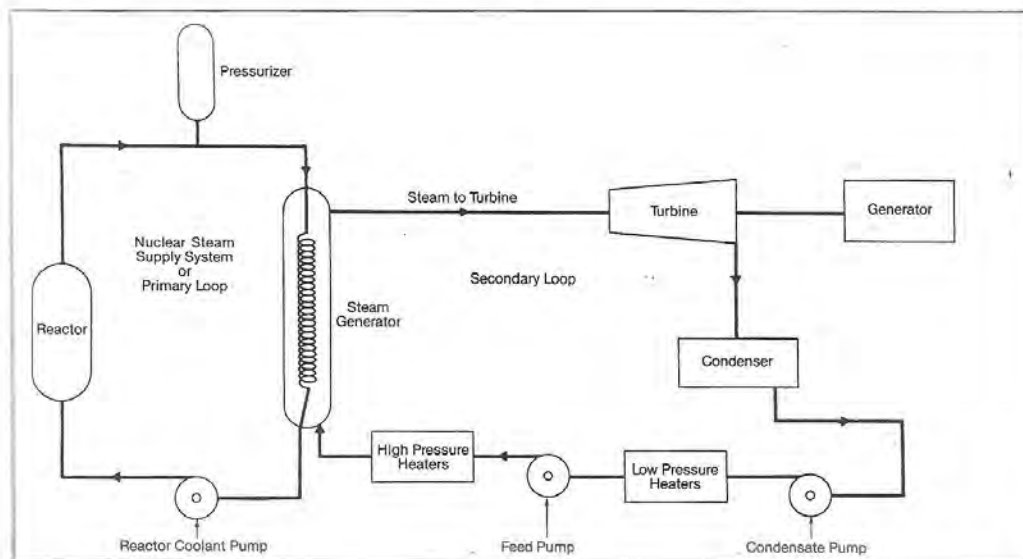 Pressurizer
Steam to Turbine
Turbine
Generator
Nuclear Steam
Supply System
or
Primary Loop
Secondary Loop
Reactor
Steam
Generator
Condenser
High Pressure
Heaters
Low Pressure
Heaters
Reactor Coolant Pump
Feed Pump
Condensate Pump